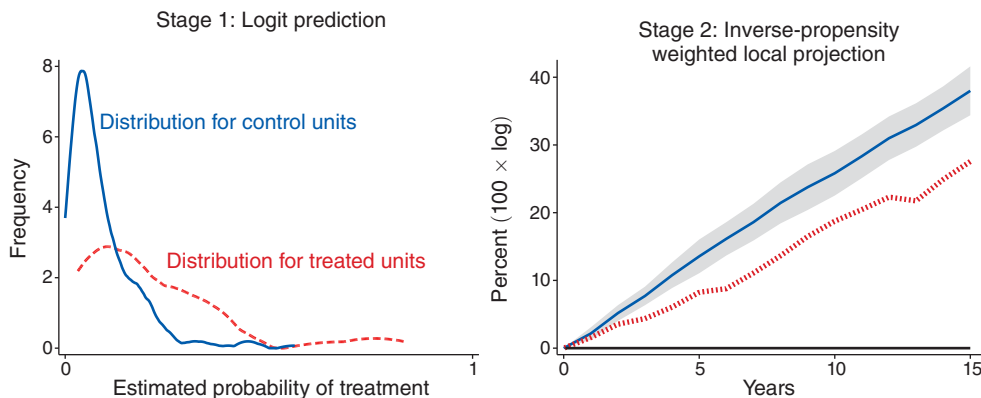 Stage 1: Logit prediction
8
6
4
2
0
Frequency
Distribution for control units
Distribution for treated units
0
1
Estimated probability of treatment
Stage 2: Inverse-propensity
weighted local projection
40
30
20
10
0
Percent (100 × log)
0
5
10
15
Years